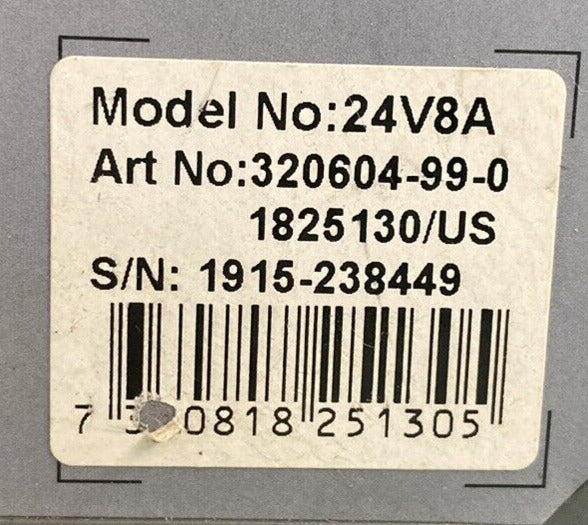 Model No:24V8A
Art No:320604-99-0
1825130/US
S/N: 1915-238449
7 0818 251305